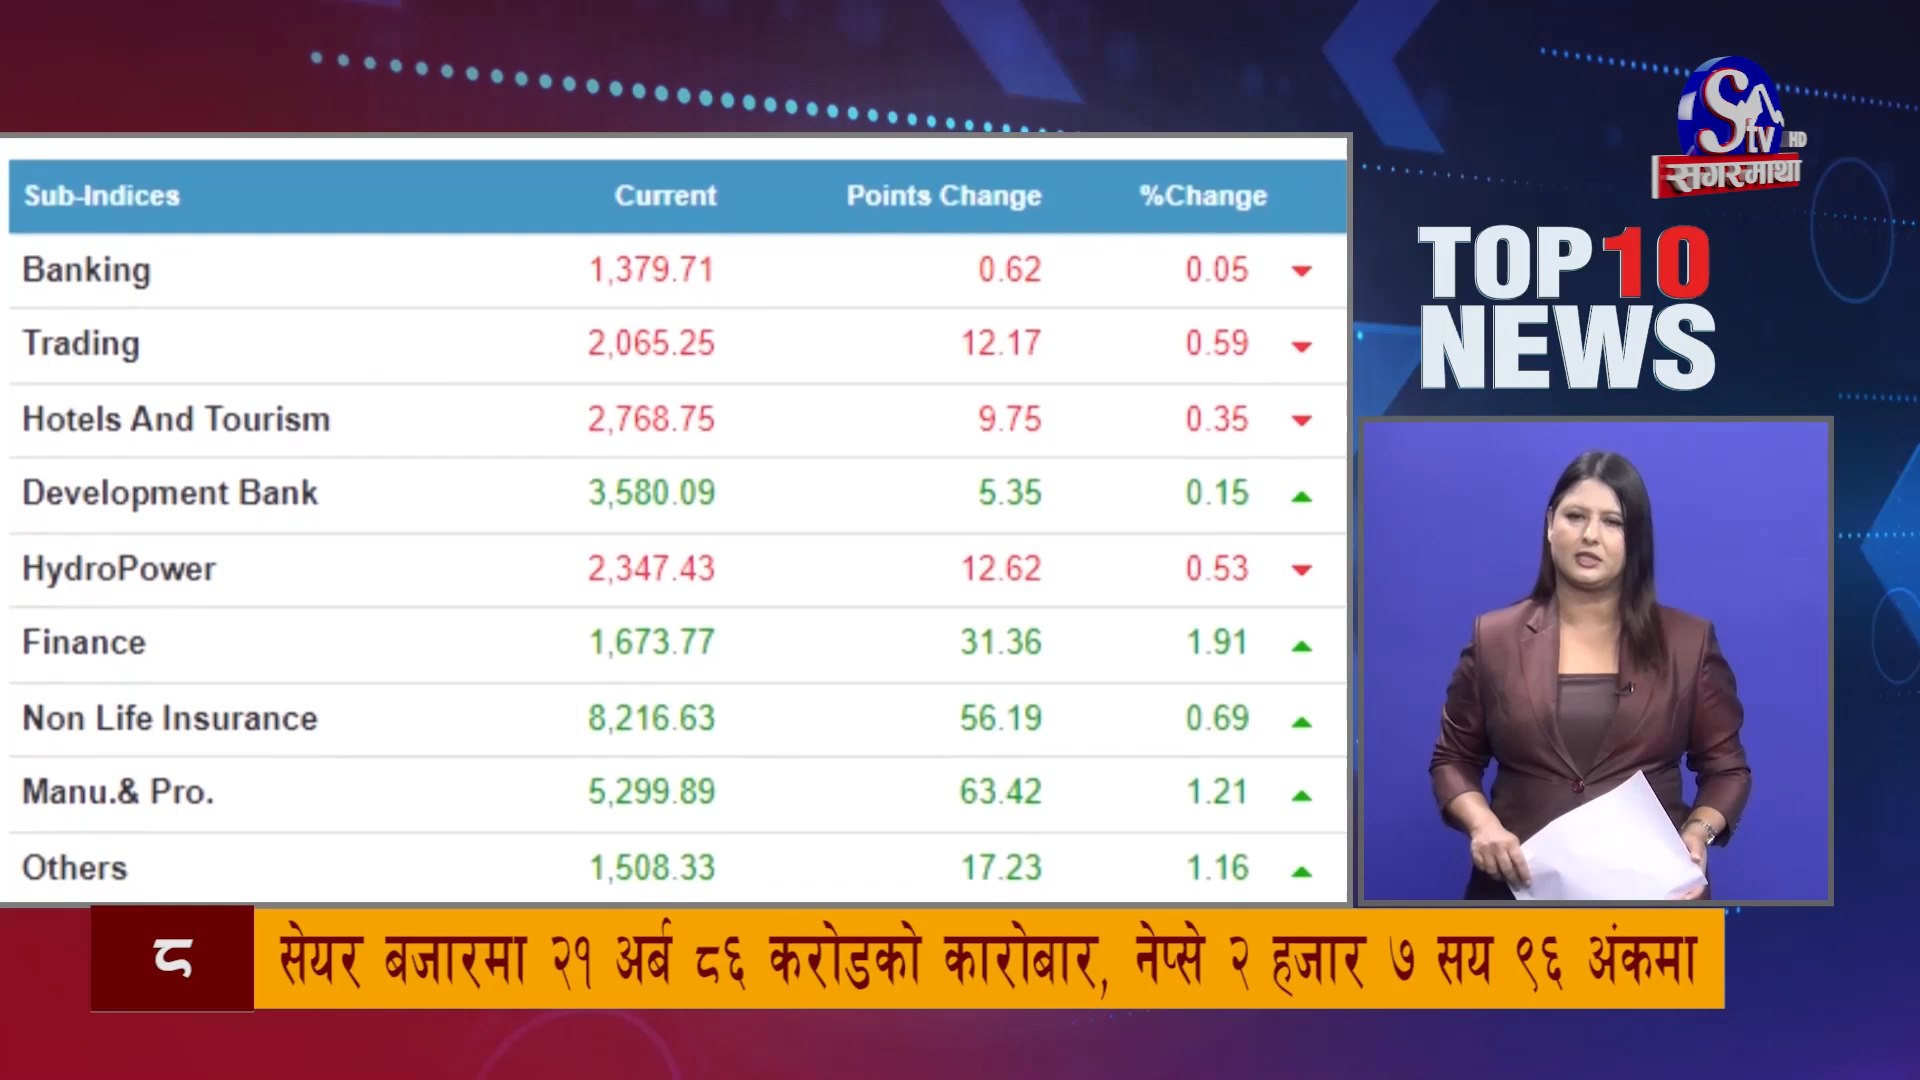 Sub-Indices Current Points Change %Change
Banking 1,379.71 0.62 0.05
Trading 2,065.25 12.17 0.59
Hotels And Tourism 2,768.75 9.75 0.35
Development Bank 3,580.09 5.35 0.15
HydroPower 2,347.43 12.62 0.53
Finance 1,673.77 31.36 1.91
Non Life Insurance 8,216.63 56.19 0.69
Manu.& Pro. 5,299.89 63.42 1.21
Others 1,508.33 17.23 1.16
STV HD
सगरमाथा
TOP 10
NEWS
८ सेयर बजारमा २१ अर्ब ८६ करोडको कारोबार, नेप्से २ हजार ७ सय ९६ अंकमा